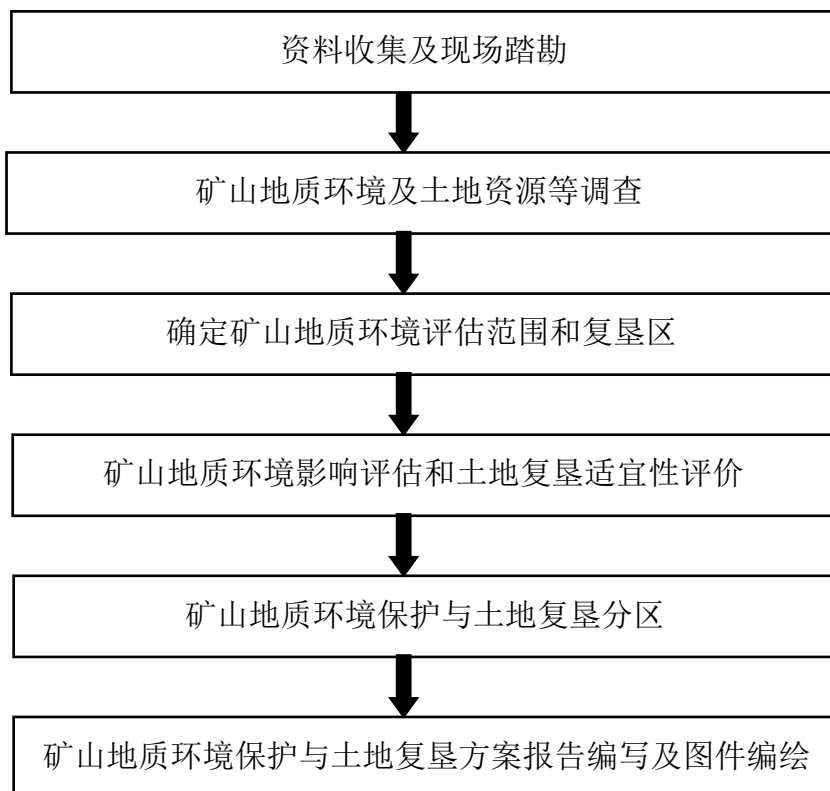 资料收集及现场踏勘
矿山地质环境及土地资源等调查
确定矿山地质环境评估范围和复垦区
矿山地质环境影响评估和土地复垦适宜性评价
矿山地质环境保护与土地复垦分区
矿山地质环境保护与土地复垦方案报告编写及图件编绘